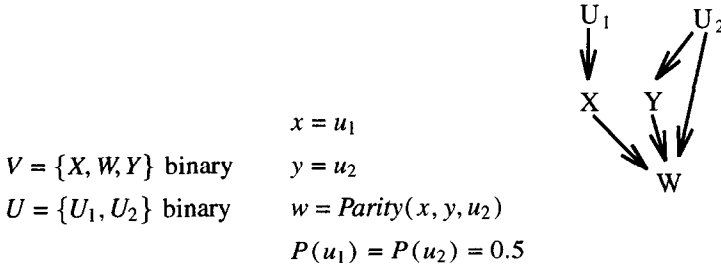 U₁ U₂
X Y
W
x = u₁
V = {X, W, Y} binary y = u₂
U = {U₁, U₂} binary w = Parity(x, y, u₂)
P(u₁) = P(u₂) = 0.5